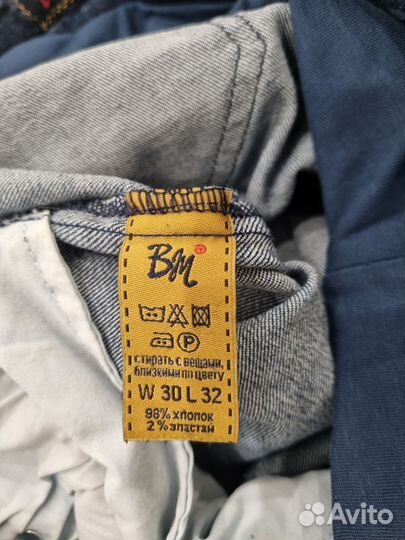 BM
P
СТИРАТЬ С ВЕЩАМИ,
БЛИЗКИМИ ПО ЦВЕТУ
W 30 L 32
98% ХЛОПОК
2% ЭЛАСТАН
Avito